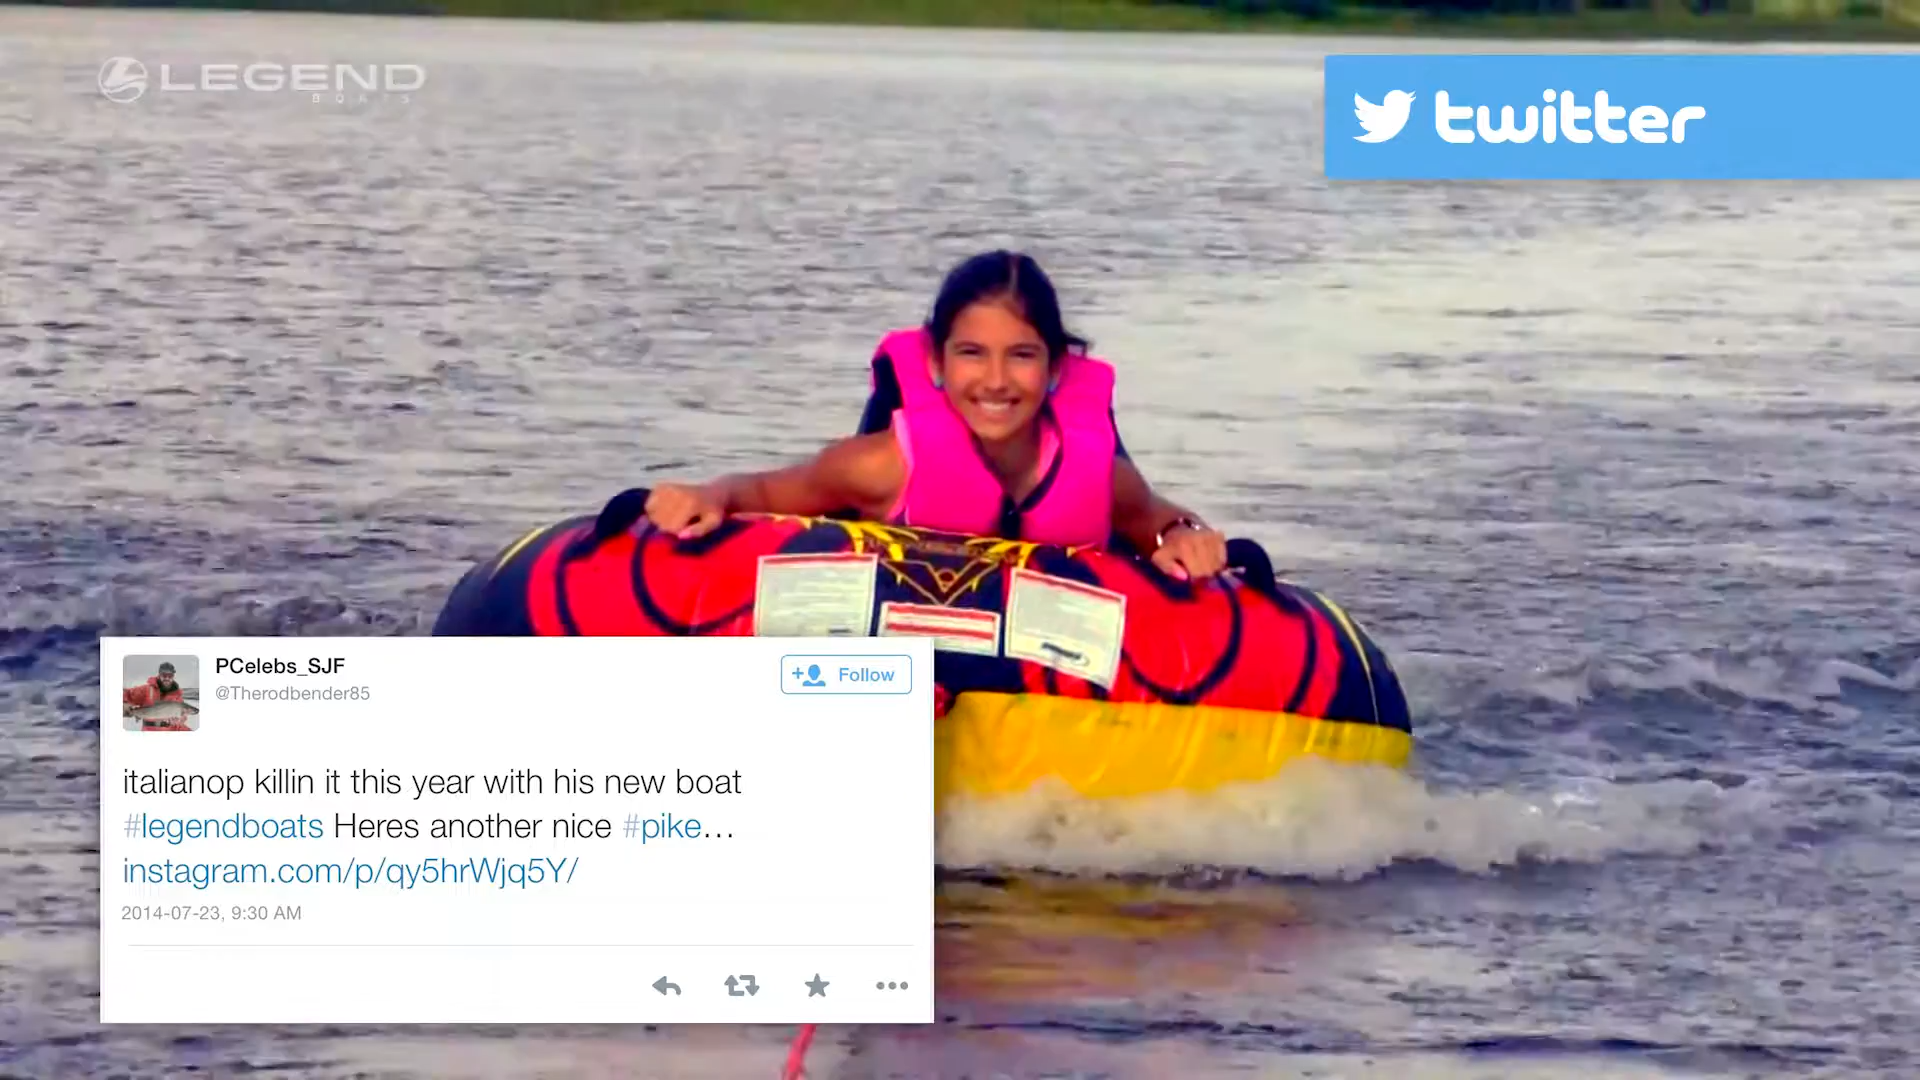 LEGEND
BOATS
twitter
PCelebs_SJF
@Therodbender85
Follow
italianop killin it this year with his new boat
#legendboats Heres another nice #pike...
instagram.com/p/qy5hrWjq5Y/
2014-07-23, 9:30 AM